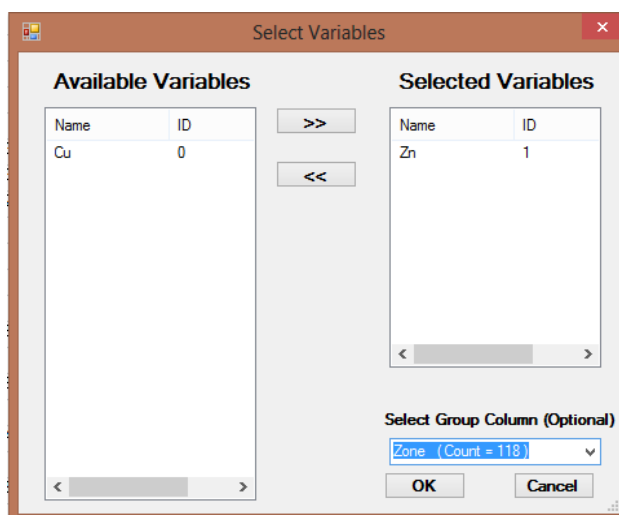 Select Variables
Available Variables
Name ID
Cu 0
>>
<<
Selected Variables
Name ID
Zn 1
Select Group Column (Optional)
Zone (Count = 118 )
OK Cancel